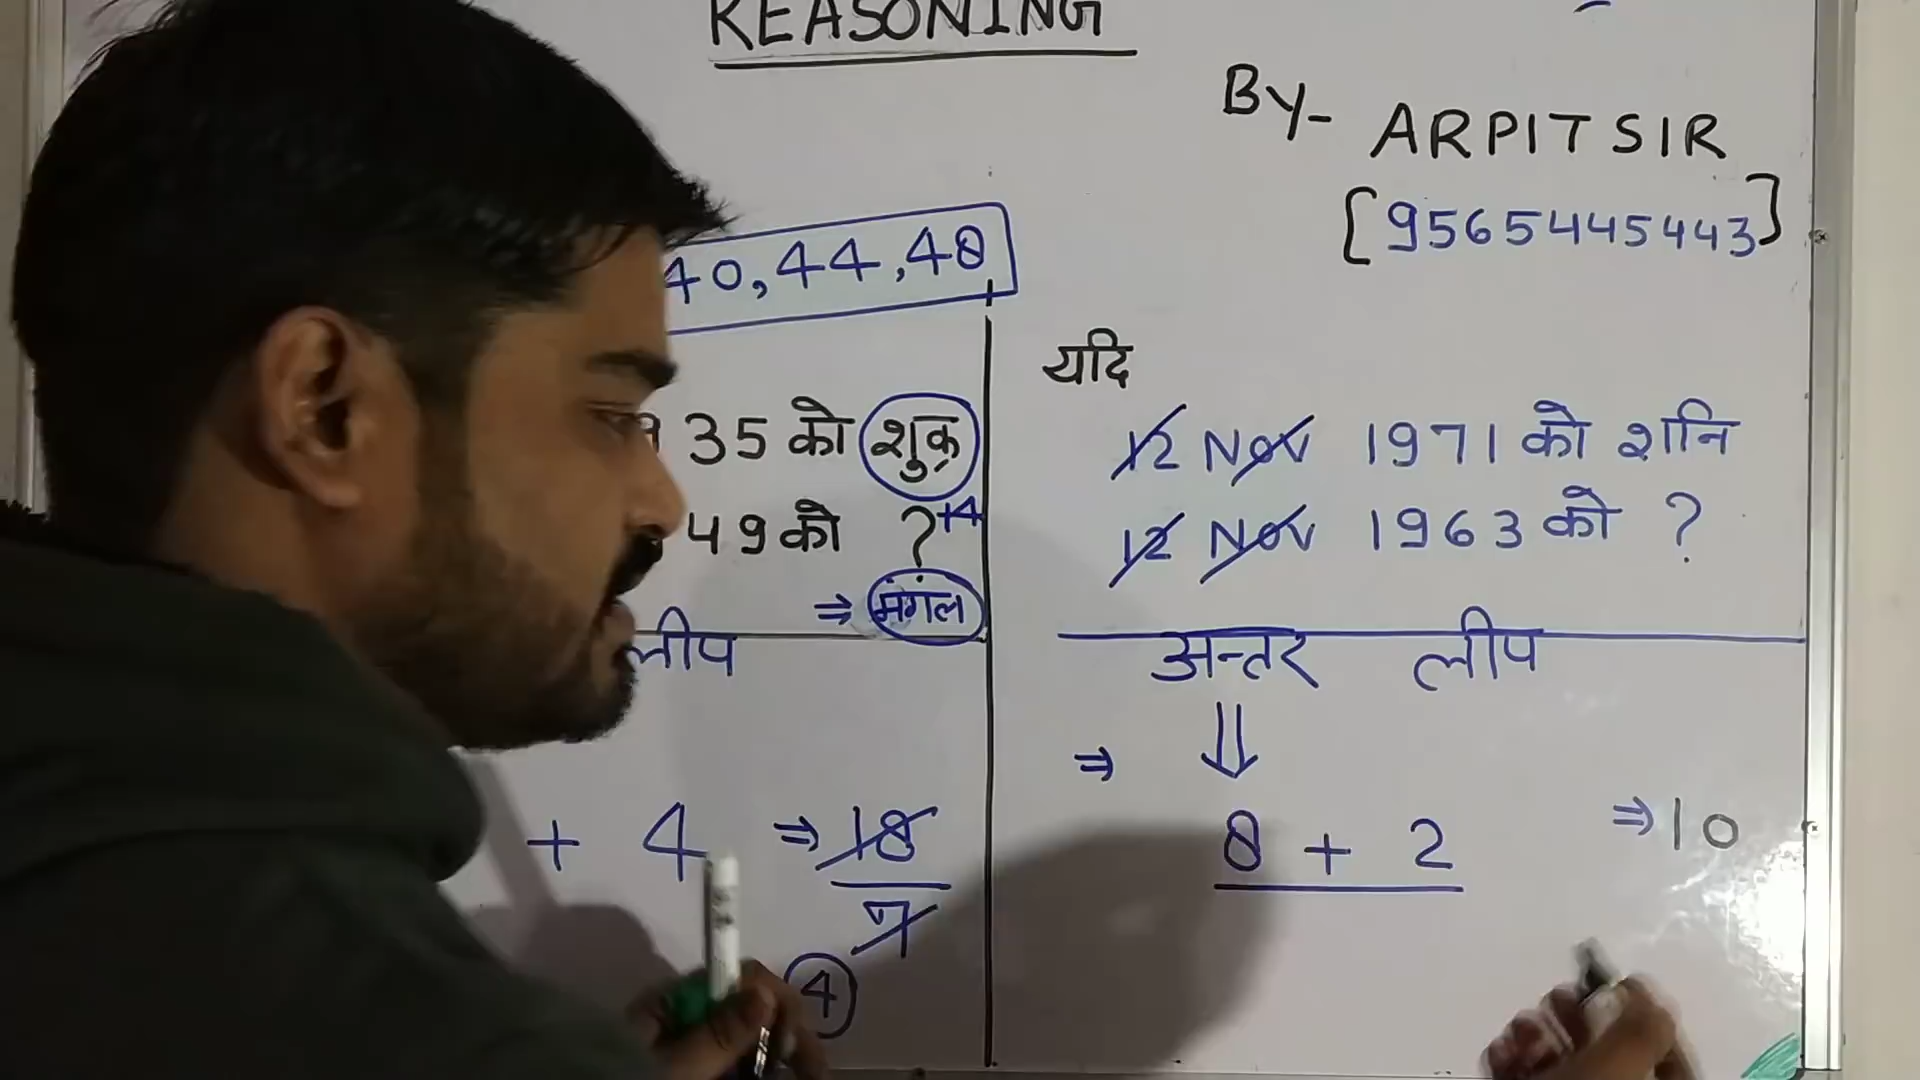 REASONING
By- ARPIT SIR
[9565445443]
40, 44, 48
35 को शुक्र
49 को ? +4
⇒ मंगल
लीप
+ 4 ⇒ 18
7
4
यदि
12 Nov 1971 को शनि
12 Nov 1963 को ?
अन्तर लीप
⇒ ⇓
8 + 2 ⇒ 10